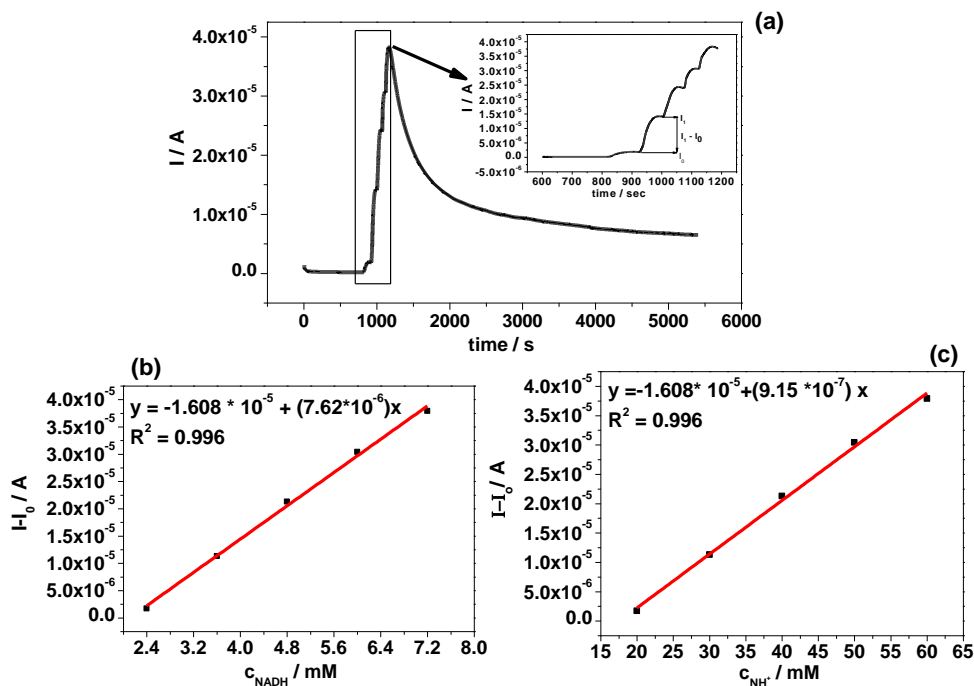 (a)
4.0x10⁻⁵
3.0x10⁻⁵
2.0x10⁻⁵
1.0x10⁻⁵
0.0
I / A
0 1000 2000 3000 4000 5000 6000
time / s
4.0x10⁻⁵
3.5x10⁻⁵
3.0x10⁻⁵
2.5x10⁻⁵
2.0x10⁻⁵
1.5x10⁻⁵
1.0x10⁻⁵
5.0x10⁻⁶
0.0
-5.0x10⁻⁶
I / A
I₁
I₁ - I₀
I₀
600 700 800 900 1000 1100 1200
time / sec
(b)
y = -1.608 * 10⁻⁵ + (7.62*10⁻⁶)x
R² = 0.996
4.0x10⁻⁵
3.5x10⁻⁵
3.0x10⁻⁵
2.5x10⁻⁵
2.0x10⁻⁵
1.5x10⁻⁵
1.0x10⁻⁵
5.0x10⁻⁶
0.0
I-I₀ / A
2.4 3.2 4.0 4.8 5.6 6.4 7.2 8.0
c_NADH / mM
(c)
y =-1.608* 10⁻⁵+(9.15 *10⁻⁷) x
R² = 0.996
4.0x10⁻⁵
3.5x10⁻⁵
3.0x10⁻⁵
2.5x10⁻⁵
2.0x10⁻⁵
1.5x10⁻⁵
1.0x10⁻⁵
5.0x10⁻⁶
0.0
I–Iₒ / A
15 20 25 30 35 40 45 50 55 60 65
c_NH⁺ / mM